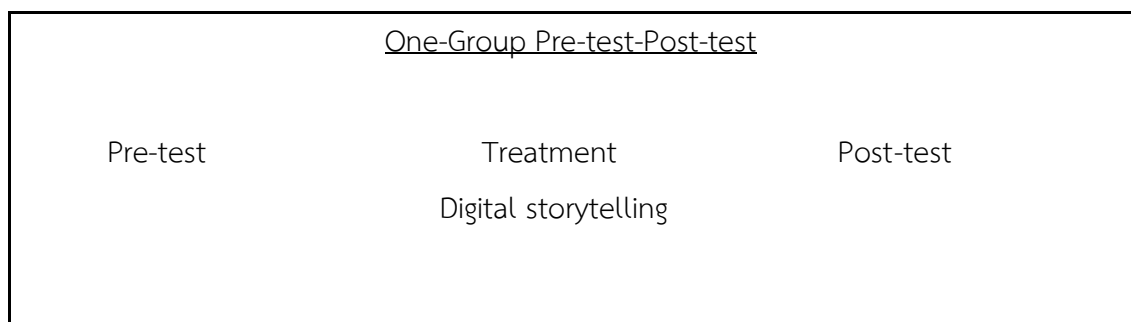 One-Group Pre-test-Post-test
Pre-test Treatment Post-test
Digital storytelling